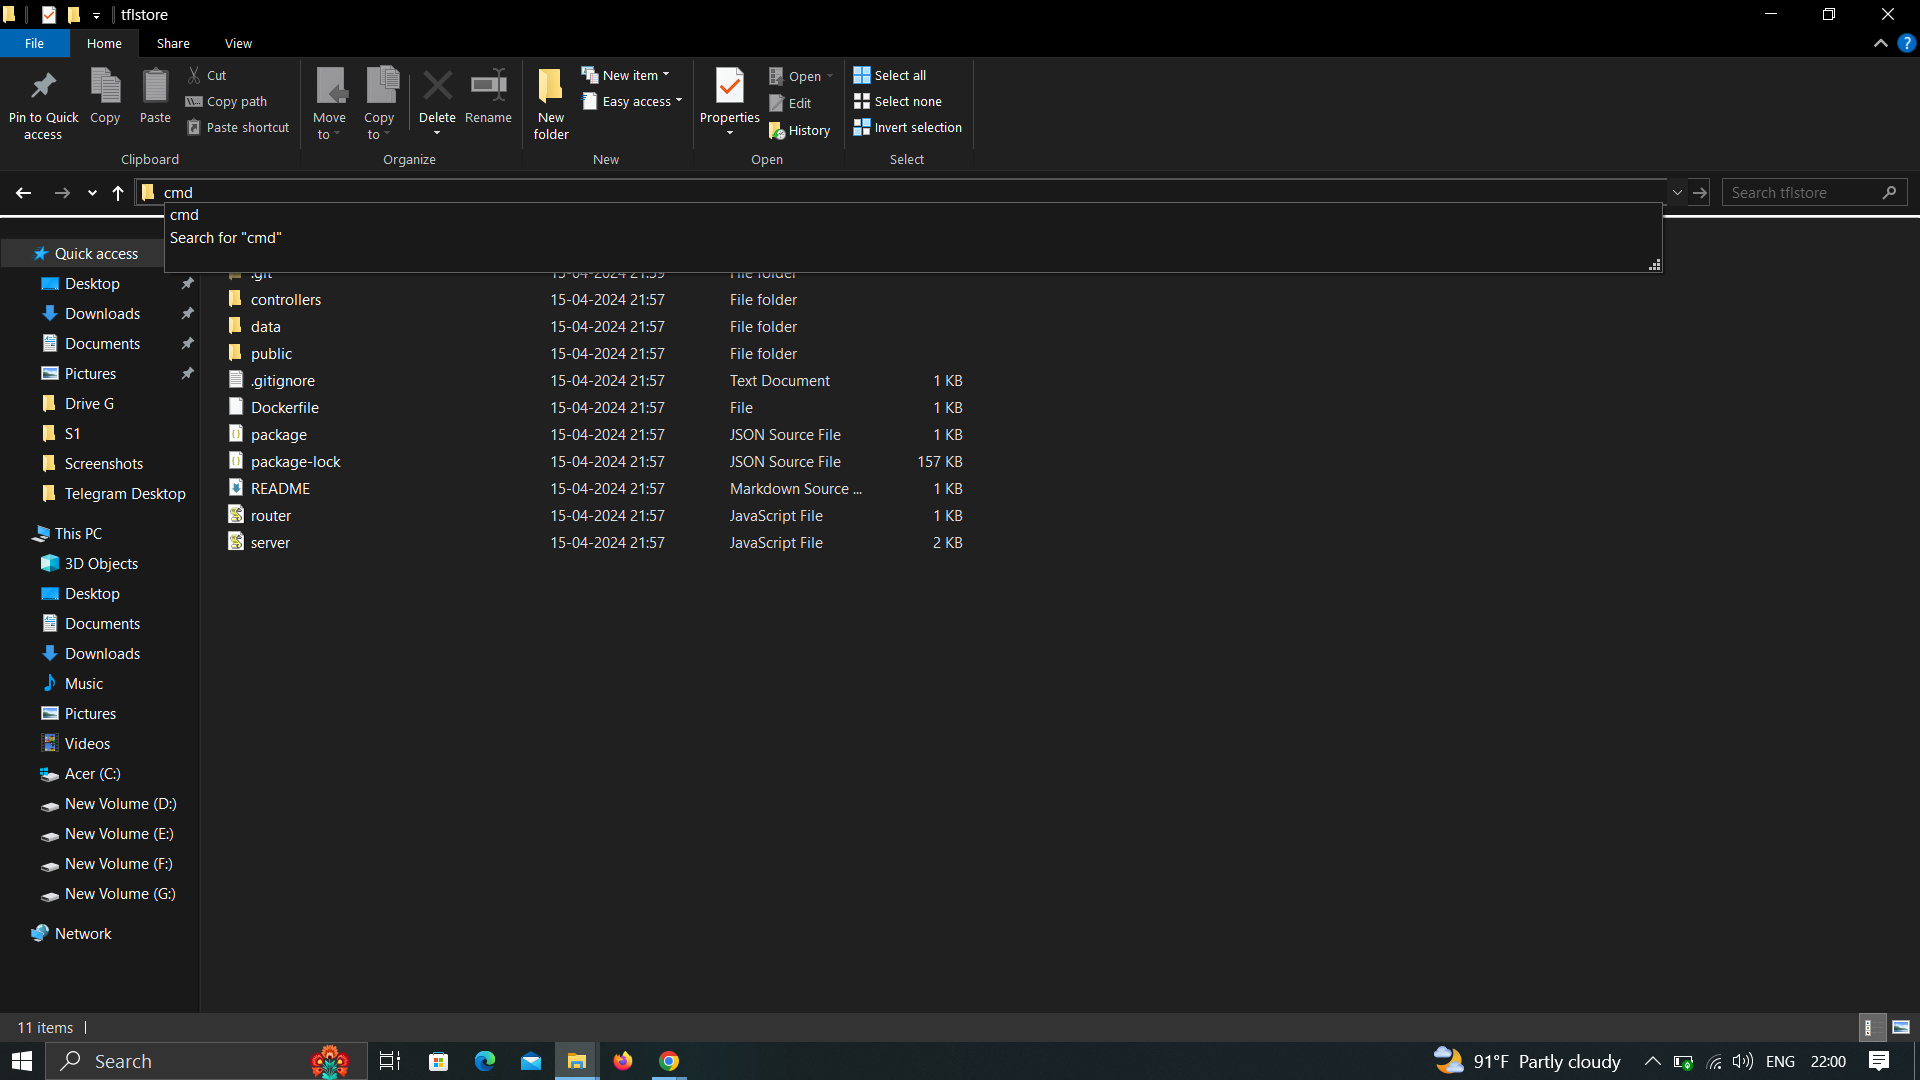 tflstore
File
Home
Share
View
Pin to Quick access
Copy
Paste
Cut
Copy path
Paste shortcut
Clipboard
Move to
Copy to
Delete
Rename
Organize
New folder
New item
Easy access
New
Properties
Open
Edit
History
Open
Select all
Select none
Invert selection
Select
cmd
Search tflstore
cmd
Search for "cmd"
Quick access
Desktop
Downloads
Documents
Pictures
Drive G
S1
Screenshots
Telegram Desktop
This PC
3D Objects
Desktop
Documents
Downloads
Music
Pictures
Videos
Acer (C:)
New Volume (D:)
New Volume (E:)
New Volume (F:)
New Volume (G:)
Network
.git 15-04-2024 21:59 File folder
controllers 15-04-2024 21:57 File folder
data 15-04-2024 21:57 File folder
public 15-04-2024 21:57 File folder
.gitignore 15-04-2024 21:57 Text Document 1 KB
Dockerfile 15-04-2024 21:57 File 1 KB
package 15-04-2024 21:57 JSON Source File 1 KB
package-lock 15-04-2024 21:57 JSON Source File 157 KB
README 15-04-2024 21:57 Markdown Source ... 1 KB
router 15-04-2024 21:57 JavaScript File 1 KB
server 15-04-2024 21:57 JavaScript File 2 KB
11 items
Search
91°F Partly cloudy
ENG
22:00